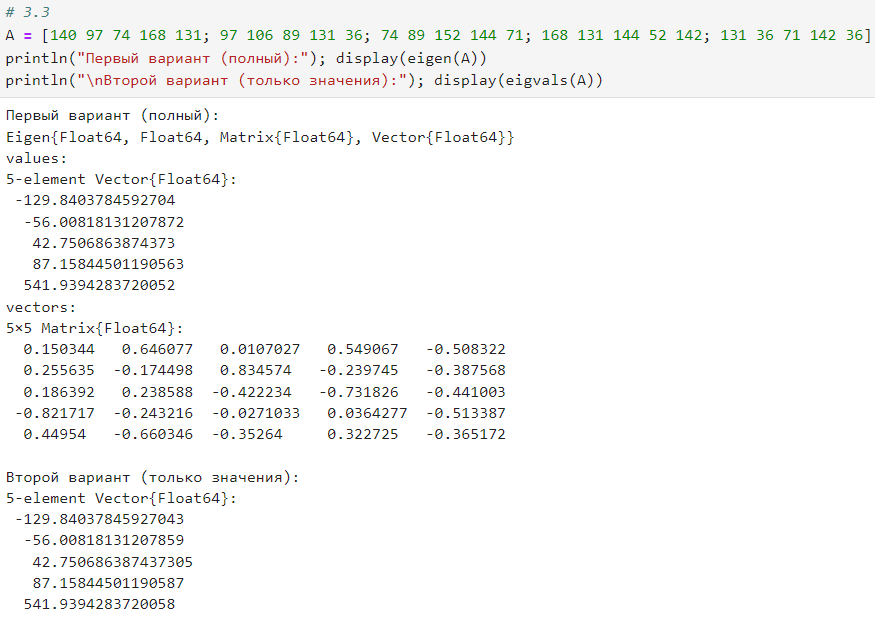 # 3.3
A = [140 97 74 168 131; 97 106 89 131 36; 74 89 152 144 71; 168 131 144 52 142; 131 36 71 142 36]
println("Первый вариант (полный):"); display(eigen(A))
println("\nВторой вариант (только значения):"); display(eigvals(A))
Первый вариант (полный):
Eigen{Float64, Float64, Matrix{Float64}, Vector{Float64}}
values:
5-element Vector{Float64}:
 -129.8403784592704
  -56.00818131207872
   42.7506863874373
   87.15844501190563
  541.9394283720052
vectors:
5×5 Matrix{Float64}:
  0.150344   0.646077   0.0107027   0.549067   -0.508322
  0.255635  -0.174498   0.834574   -0.239745   -0.387568
  0.186392   0.238588  -0.422234   -0.731826   -0.441003
 -0.821717  -0.243216  -0.0271033   0.0364277  -0.513387
  0.44954   -0.660346  -0.35264     0.322725   -0.365172
Второй вариант (только значения):
5-element Vector{Float64}:
 -129.84037845927043
  -56.00818131207859
   42.750686387437305
   87.15844501190587
  541.9394283720058